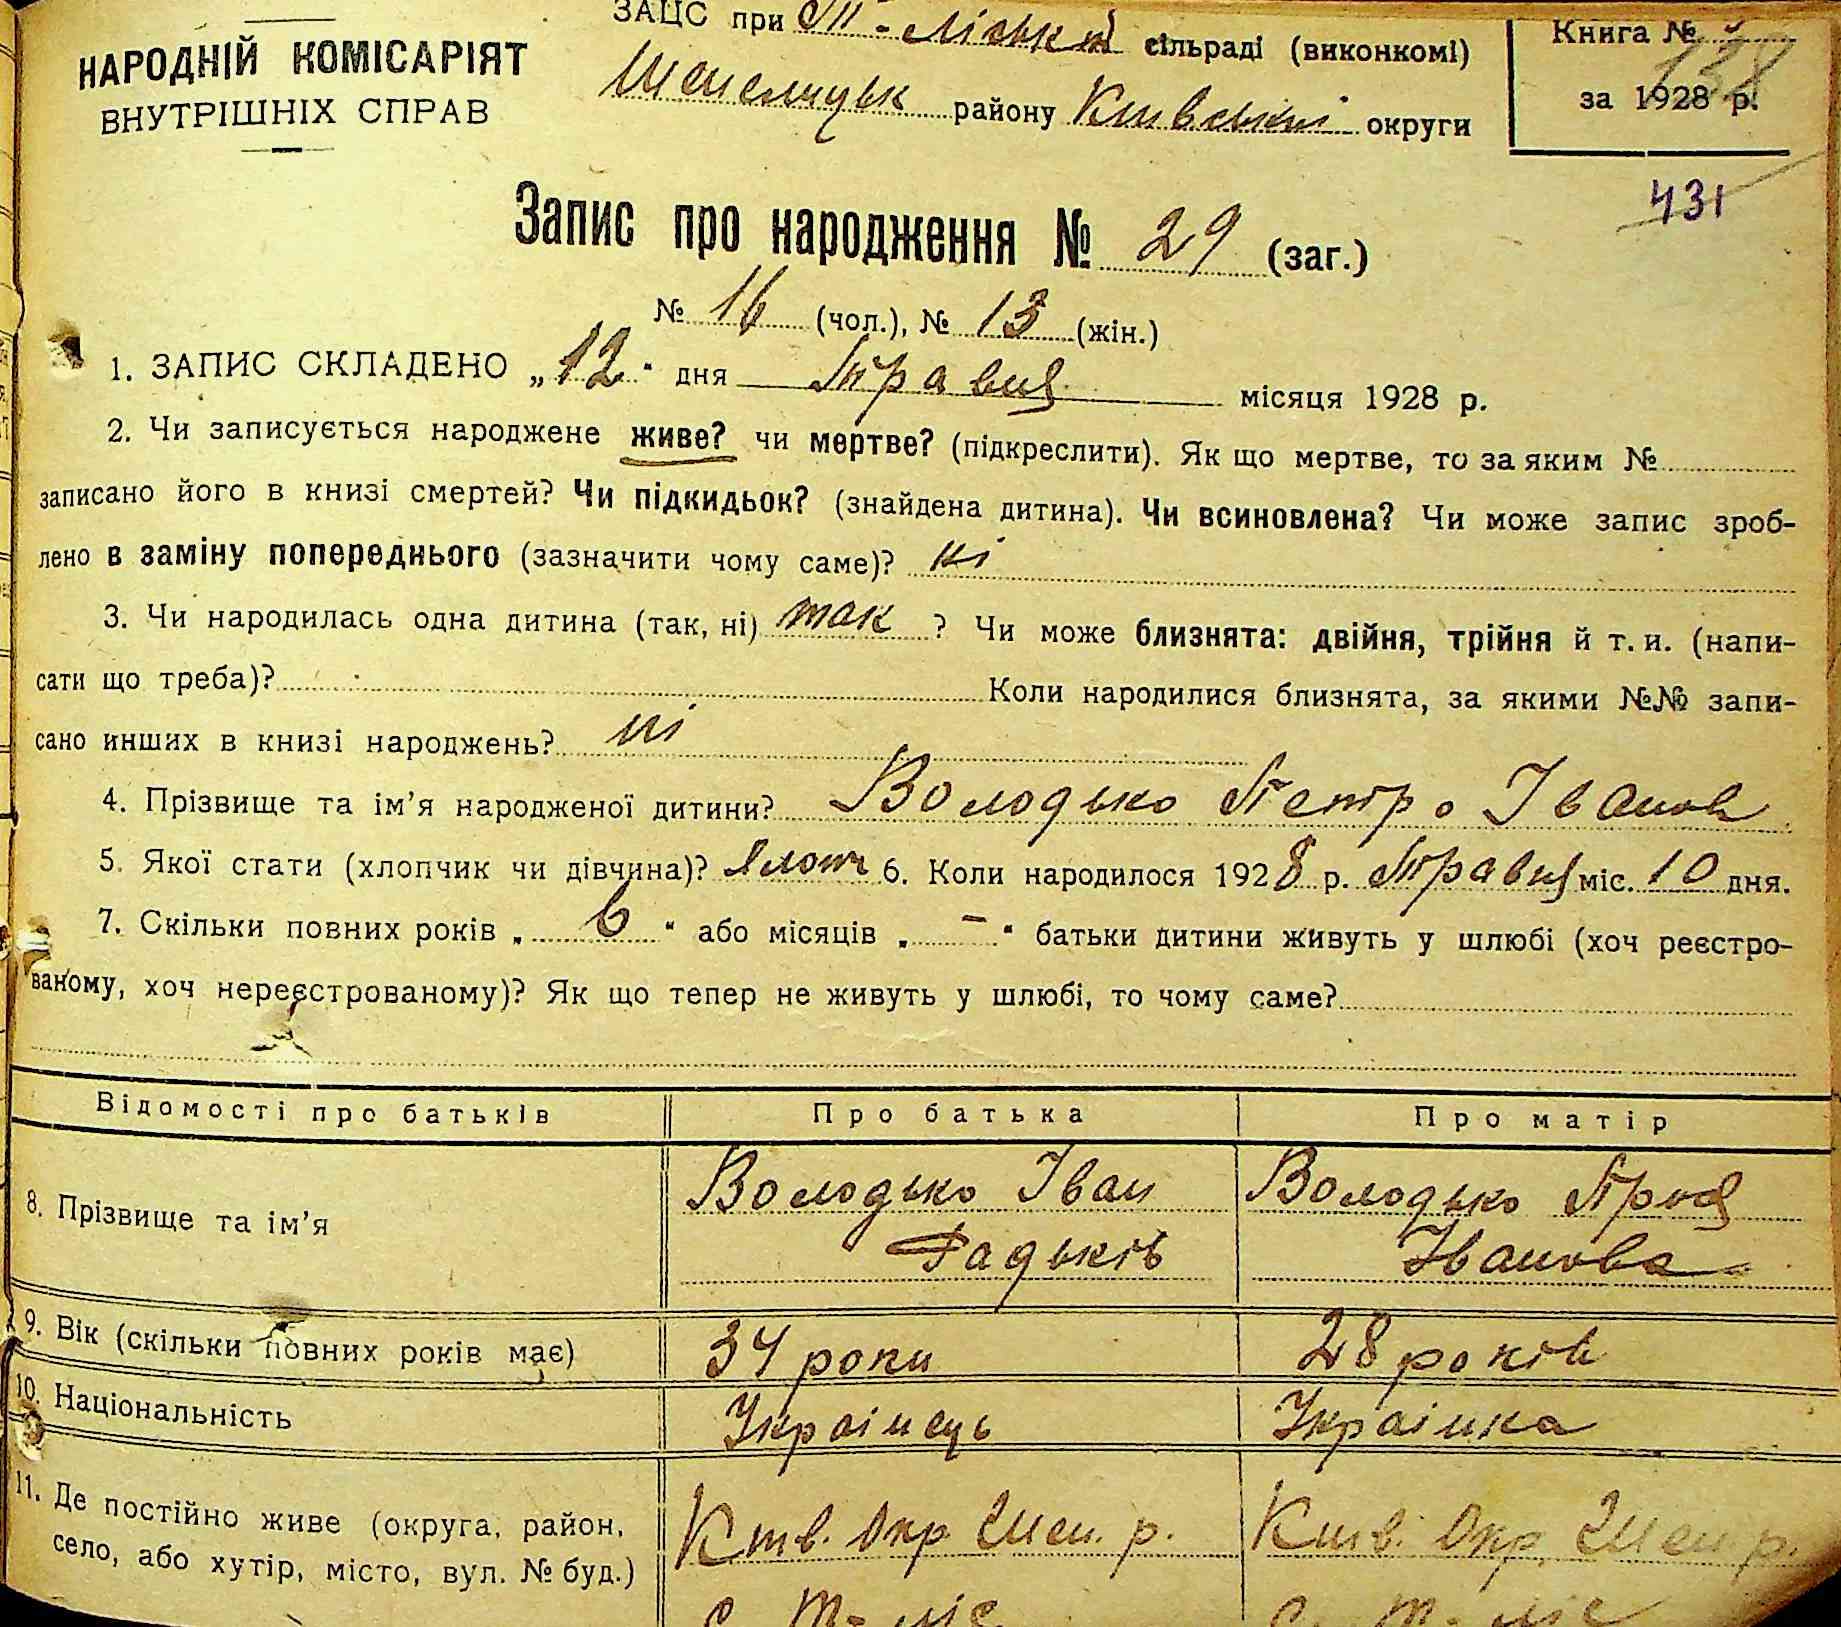 НАРОДНІЙ КОМІСАРІЯТ
ВНУТРІШНІХ СПРАВ
ЗАЦС при сільраді (виконкомі)
району Київської округи
Книга №
138
за 1928 р.
431
Запис про народження № 29 (заг.)
№ 16 (чол.), № 13 (жін.)
1. ЗАПИС СКЛАДЕНО „12“ дня Травня місяця 1928 р.
2. Чи записується народжене живе? чи мертве? (підкреслити). Як що мертве, то за яким №
записано його в книзі смертей? Чи підкидьок? (знайдена дитина). Чи всиновлена? Чи може запис зроб-
лено в заміну попереднього (зазначити чому саме)? ні
3. Чи народилась одна дитина (так, ні) так ? Чи може близнята: двійня, трійня й т. и. (напи-
сати що треба)? Коли народилися близнята, за якими №№ запи-
сано инших в книзі народжень? ні
4. Прізвище та ім’я народженої дитини? Володько Петро Іванов
5. Якої стати (хлопчик чи дівчина)? 6. Коли народилося 1928 р. Травня міс. 10 дня.
7. Скільки повних років „ 6 “ або місяців „ – “ батьки дитини живуть у шлюбі (хоч реєстро-
ваному, хоч нереєстрованому)? Як що тепер не живуть у шлюбі, то чому саме?
Відомості про батьків Про батька Про матір
8. Прізвище та ім’я
Володько Іван
Фадьків
Володько
Іванова
9. Вік (скільки повних років має) 34 роки 28 років
10. Національність Українець Українка
11. Де постійно живе (округа, район,
село, або хутір, місто, вул. № буд.)
Київ. Окр. р.
Київ. Окр. р.